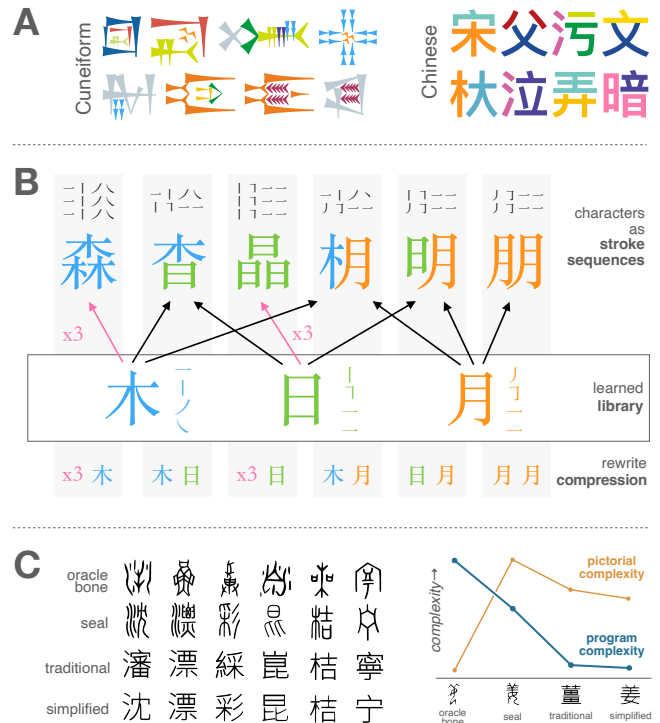 A
Cuneiform
Chinese
宋父污文
杖泣弄暗
B
森 杳 晶 枂 明 朋
characters
as
stroke
sequences
x3
x3
木 日 月
learned
library
x3 木 木日 x3 日 木月 日月 月月
rewrite
compression
C
oracle
bone
seal
traditional
瀋 漂 綵 崑 桔 寧
simplified
沈 漂 彩 昆 桔 宁
complexity→
pictorial
complexity
program
complexity
薑 姜
oracle
bone
seal
traditional
simplified